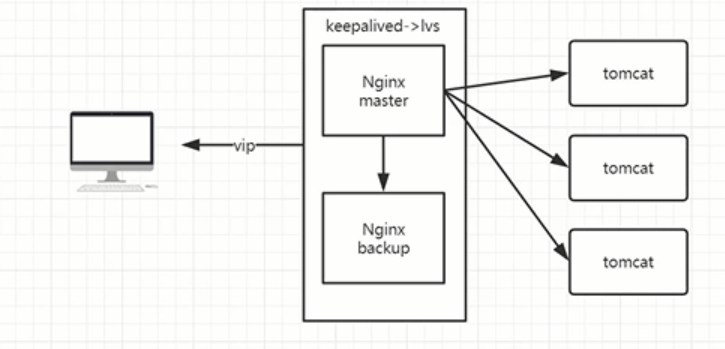 keepalived->lvs
Nginx
master
tomcat
vip
tomcat
Nginx
backup
tomcat